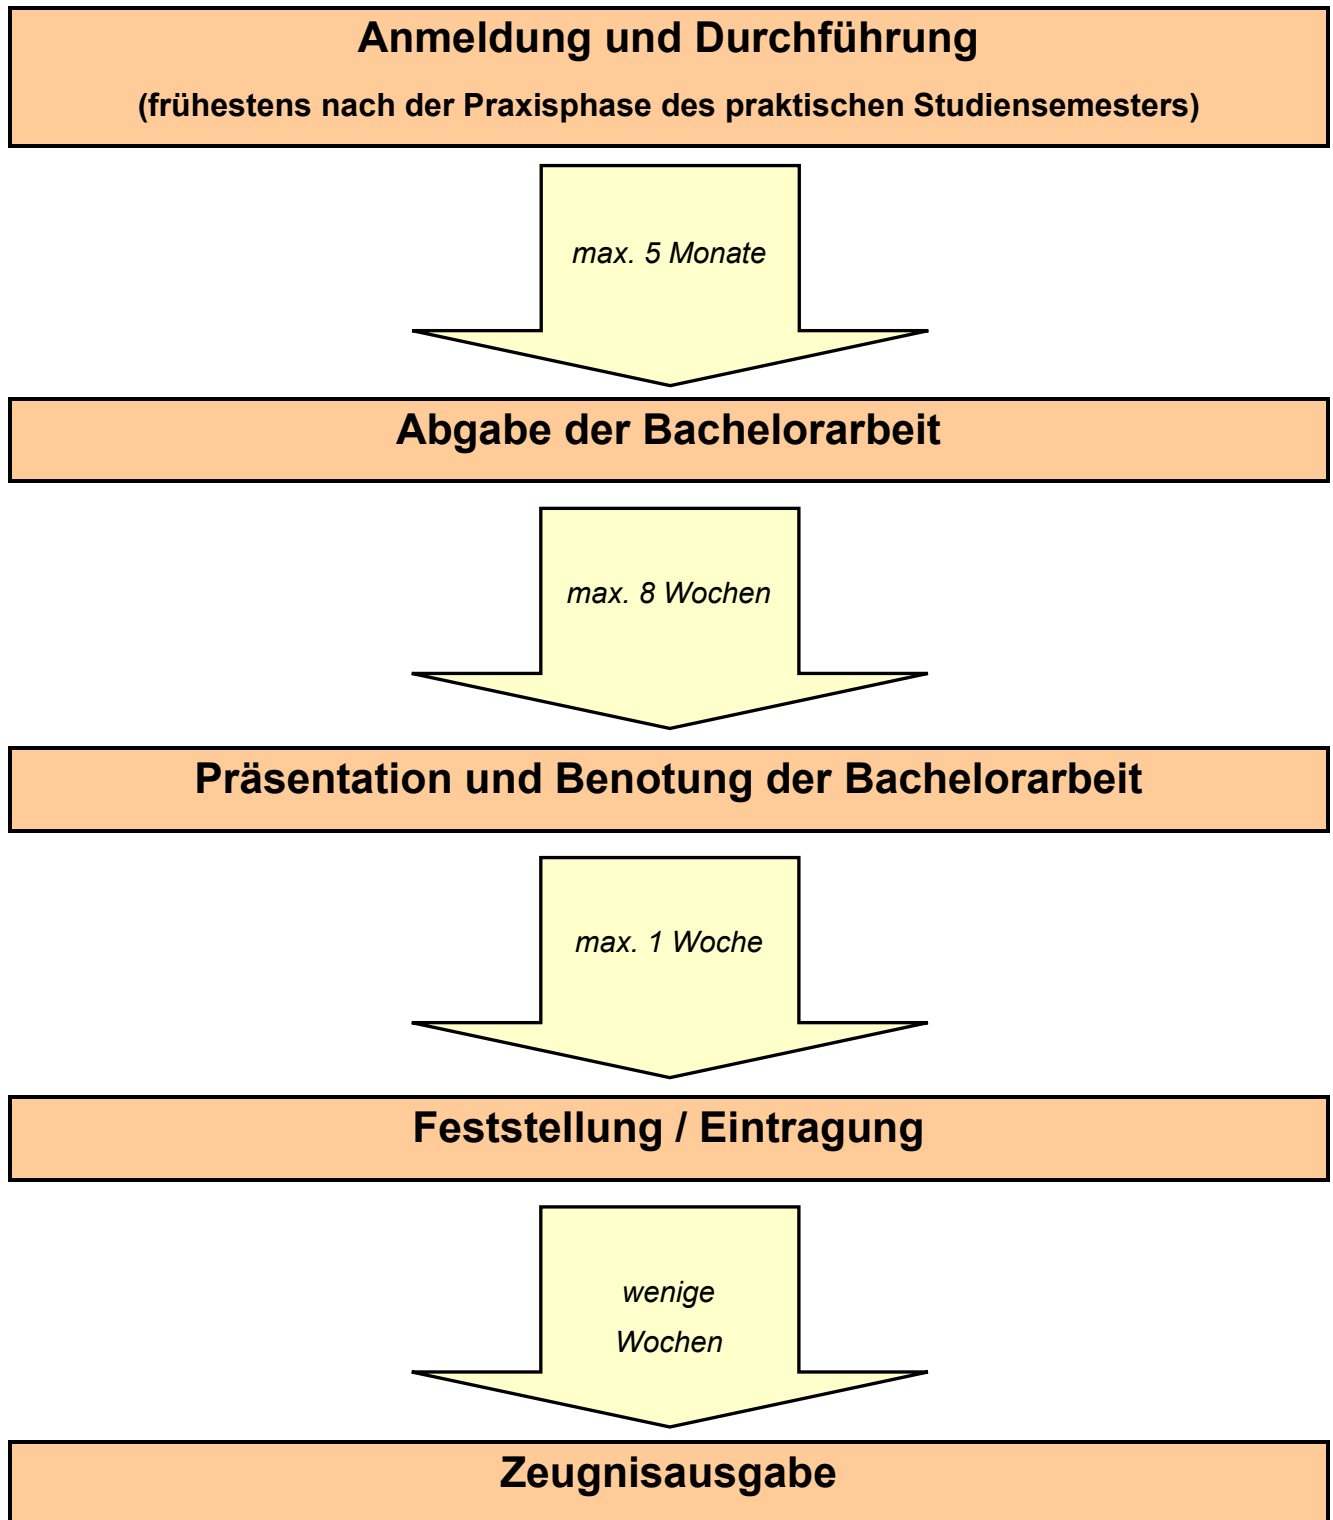 Anmeldung und Durchführung
(frühestens nach der Praxisphase des praktischen Studiensemesters)
max. 5 Monate
Abgabe der Bachelorarbeit
max. 8 Wochen
Präsentation und Benotung der Bachelorarbeit
max. 1 Woche
Feststellung / Eintragung
wenige
Wochen
Zeugnisausgabe